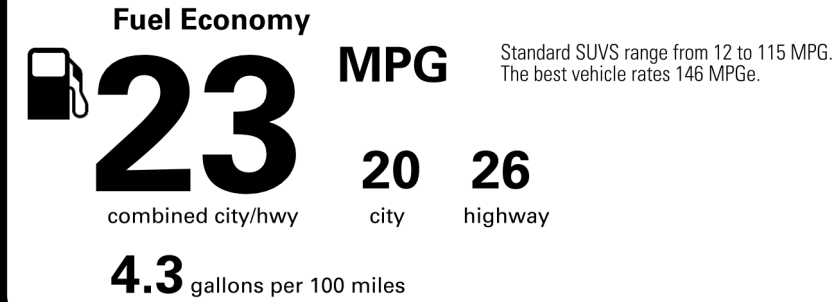 Fuel Economy
23 MPG
Standard SUVS range from 12 to 115 MPG.
The best vehicle rates 146 MPGe.
20 26
combined city/hwy city highway
4.3 gallons per 100 miles